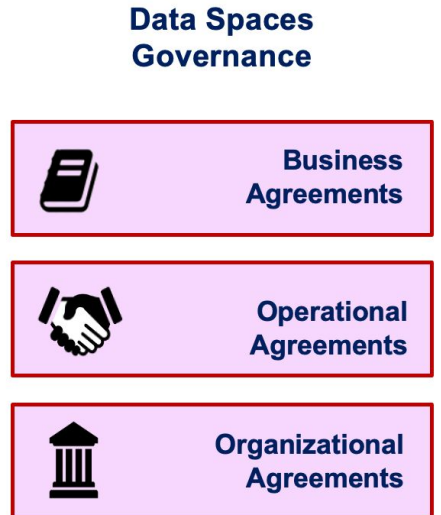 Data Spaces
Governance
Business
Agreements
Operational
Agreements
Organizational
Agreements